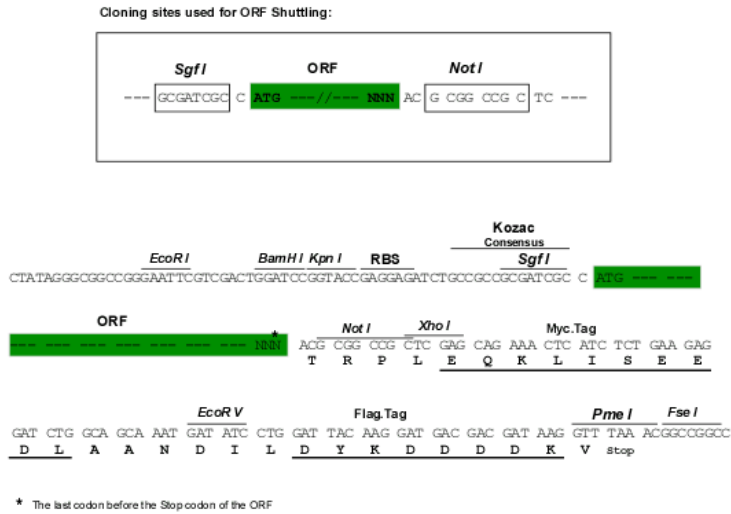 Cloning sites used for ORF Shuttling:
Sgf I ORF Not I
--- GCGATCGC C ATG ---//--- NNN AC G CGG CCG C TC ---
Kozac
Consensus
EcoR I BamH I Kpn I RBS Sgf I
CTATAGGGCGGCCGGGAATTCGTCGACTGGATCCGGTACCGAGGAGATCTGCCGCCGCGATCGC C ATG --- ---
ORF
*
--- --- --- --- --- --- --- --- NNN ACG CGG CCG CTC GAG CAG AAA CTC ATC TCT GAA GAG
Not I Xho I Myc.Tag
T R P L E Q K L I S E E
EcoR V Flag.Tag Pme I Fse I
GAT CTG GCA GCA AAT GAT ATC CTG GAT TAC AAG GAT GAC GAC GAT AAG GTT TAA ACGGCCGGCC
D L A A N D I L D Y K D D D D K V Stop
* The last codon before the Stop codon of the ORF